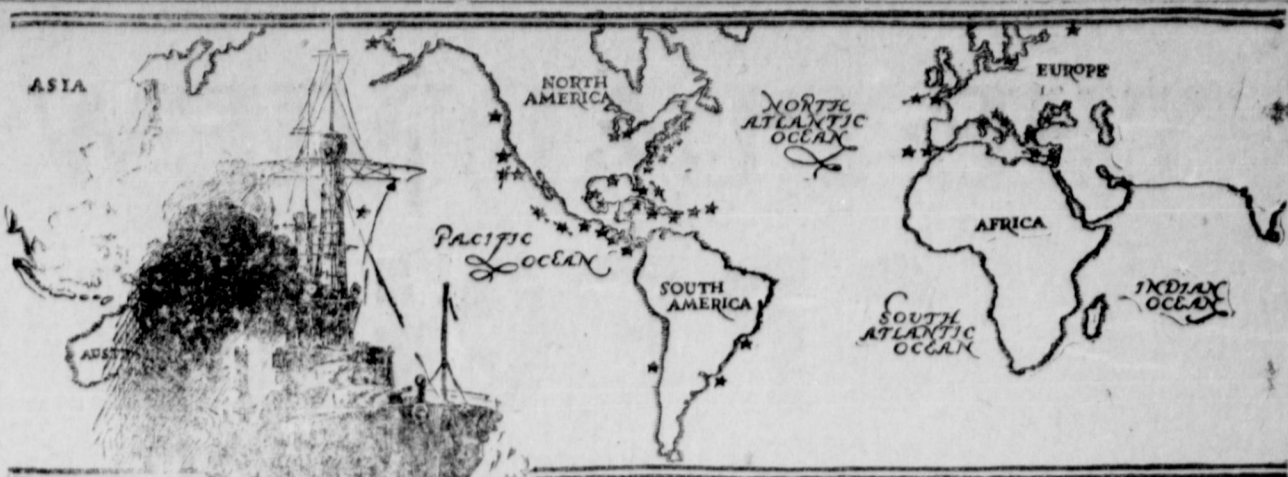 ASIA
NORTH
AMERICA
NORTH
ATLANTIC
OCEAN
EUROPE
PACIFIC
OCEAN
AFRICA
SOUTH
AMERICA
SOUTH
ATLANTIC
OCEAN
INDIAN
OCEAN